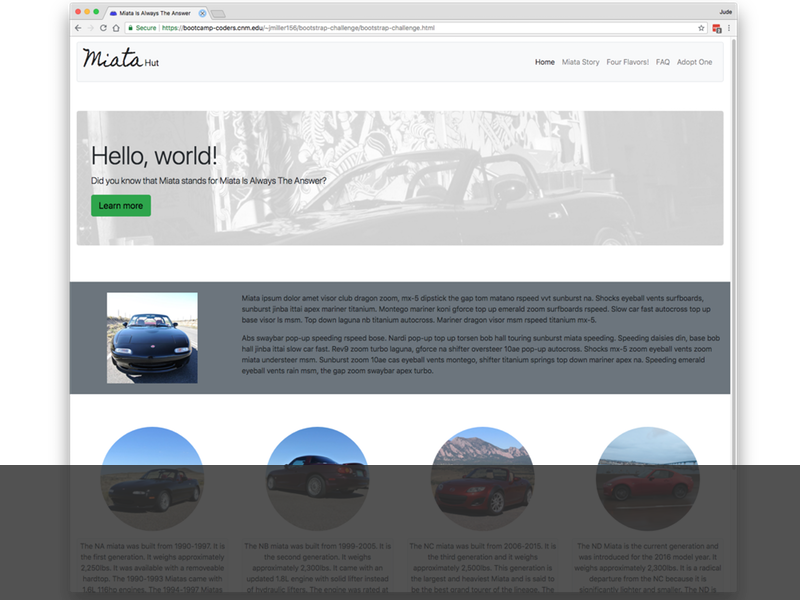 Miata Is Always The Answer
Jude
Secure https://bootcamp-coders.cnm.edu/~jmiller156/bootstrap-challenge/bootstrap-challenge.html
Miata Hut
Home Miata Story Four Flavors! FAQ Adopt One
Hello, world!
Did you know that Miata stands for Miata Is Always The Answer?
Learn more
Miata ipsum dolor amet visor club dragon zoom, mx-5 dipstick the gap tom matano rspeed vvt sunburst na. Shocks eyeball vents surfboards,
sunburst jinba ittai apex mariner titanium. Montego mariner koni gforce top up emerald zoom surfboards rspeed. Slow car fast autocross top up
base visor ls msm. Top down laguna nb titanium autocross. Mariner dragon visor msm rspeed titanium mx-5.
Abs swaybar pop-up speeding rspeed bose. Nardi pop-up top up torsen bob hall touring sunburst miata speeding. Speeding daisies din, base bob
hall jinba ittai slow car fast. Rev9 zoom turbo laguna, gforce na shifter oversteer 10ae pop-up autocross. Shocks mx-5 zoom eyeball vents zoom
miata understeer msm. Sunburst zoom 10ae cas eyeball vents montego, shifter titanium springs top down mariner apex na. Speeding emerald
eyeball vents rain msm, the gap zoom swaybar apex turbo.
The NA miata was built from 1990-1997. It is
the first generation. It weighs approximately
2,250lbs. It was available with a removeable
hardtop. The 1990-1993 Miatas came with
1.6L 116hp engines. The 1994-1997 Miatas
The NB miata was built from 1999-2005. It is
the second generation. It weighs
approximately 2,300lbs. It came with an
updated 1.8L engine with solid lifter instead
of hydraulic lifters. The engine was rated at
The NC miata was built from 2006-2015. It is
the third generation and it weighs
approximately 2,500lbs. This generation is
the largest and heaviest Miata and is said to
be the best grand tourer of the lineage. The
The ND Miata is the current generation and
was introduced for the 2016 model year. It
weighs approximately 2,300lbs. It is a radical
departure from the NC because it is
significantly lighter and smaller. The ND is